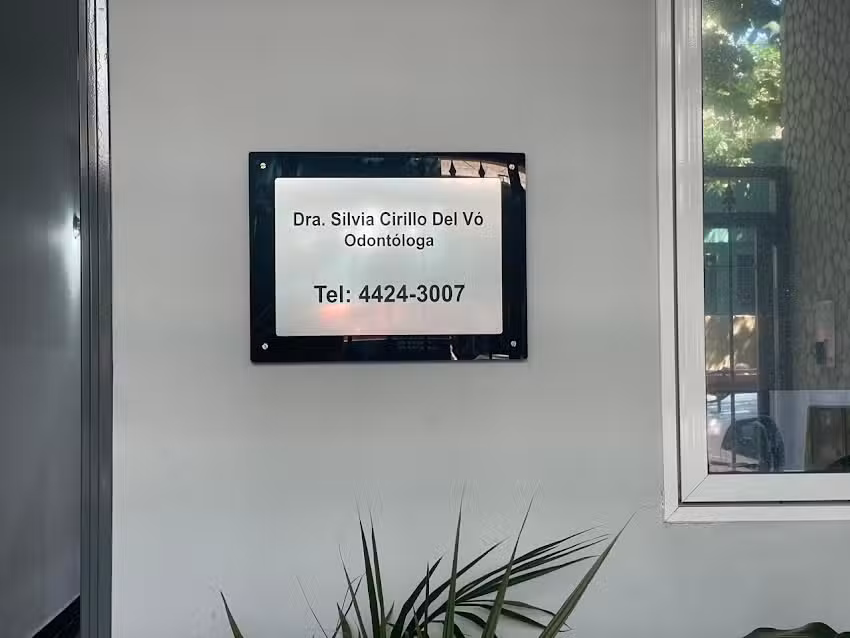 Dra. Silvia Cirillo Del Vó
Odontóloga
Tel: 4424-3007